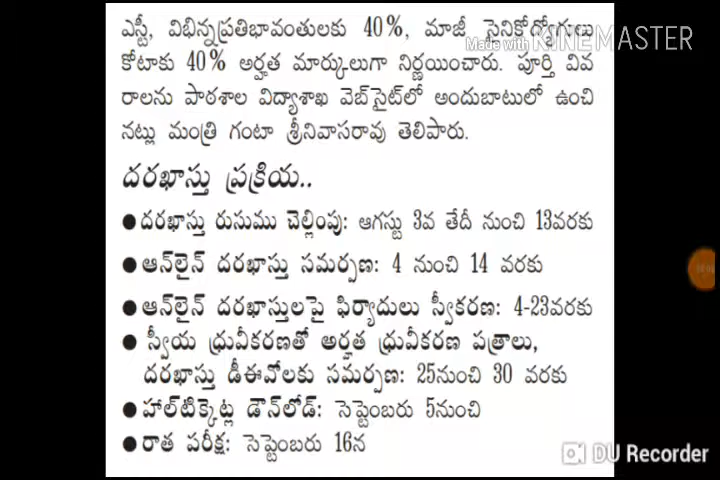 ఎస్టీ, విభిన్నప్రతిభావంతులకు 40%, మాజీ సైనికోద్యోగులు
Made with KINEMASTER
కోటాకు 40% అర్హత మార్కులుగా నిర్ణయించారు. పూర్తి వివ
రాలను పాఠశాల విద్యాశాఖ వెబ్‌సైట్‌లో అందుబాటులో ఉంచి
నట్లు మంత్రి గంటా శ్రీనివాసరావు తెలిపారు.
దరఖాస్తు ప్రక్రియ..
●దరఖాస్తు రుసుము చెల్లింపు: ఆగస్టు 3వ తేదీ నుంచి 13వరకు
●ఆన్‌లైన్ దరఖాస్తు సమర్పణ: 4 నుంచి 14 వరకు
●ఆన్‌లైన్ దరఖాస్తులపై ఫిర్యాదులు స్వీకరణ: 4-23వరకు
● స్వీయ ధ్రువీకరణతో అర్హత ధ్రువీకరణ పత్రాలు,
దరఖాస్తు డీఈవోలకు సమర్పణ: 25నుంచి 30 వరకు
●హాల్‌టిక్కెట్ల డౌన్‌లోడ్: సెప్టెంబరు 5నుంచి
●రాత పరీక్ష: సెప్టెంబరు 16న
DU Recorder